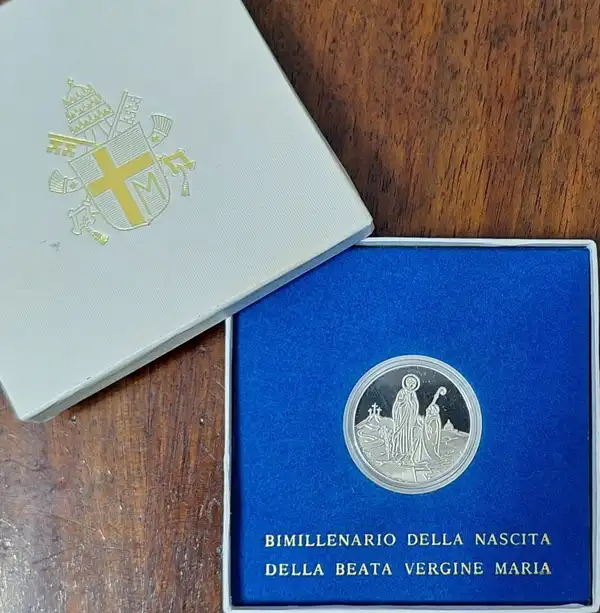 M
BIMILLENARIO DELLA NASCITA
DELLA BEATA VERGINE MARIA